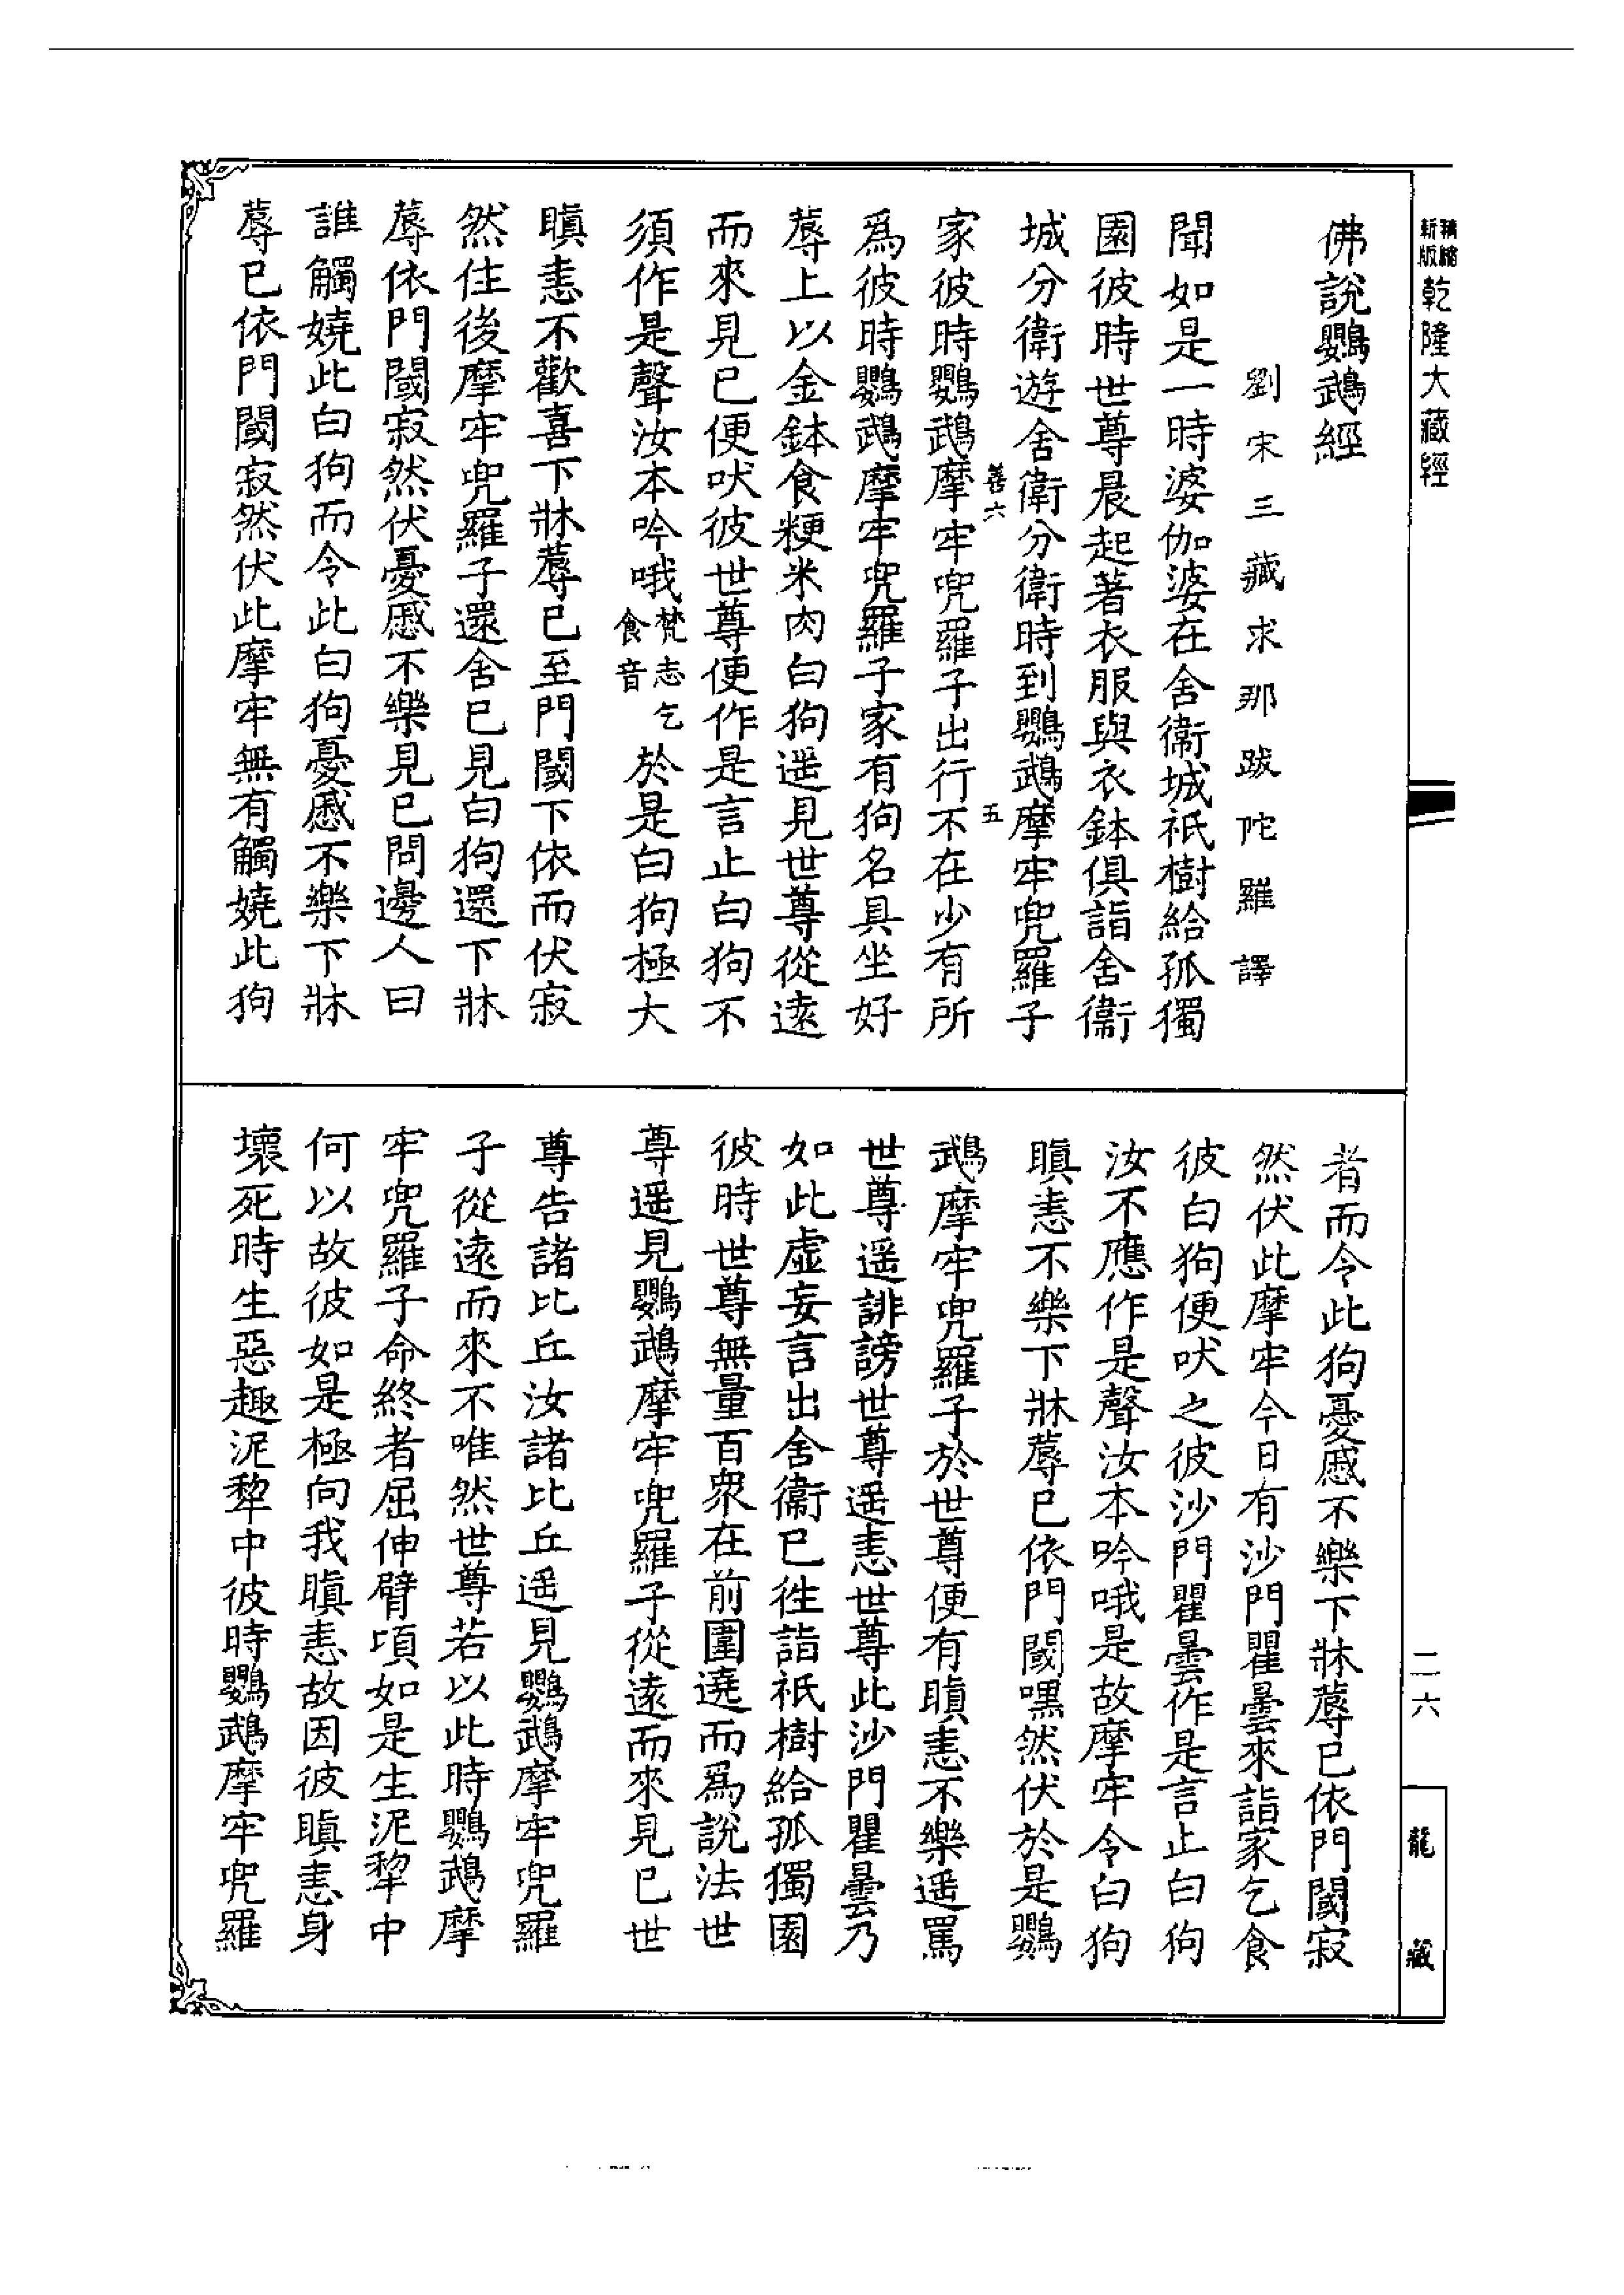 精縮
新版
乾隆大藏經
佛說鸚鵡經
劉宋三藏求那跋陀羅譯
聞如是一時婆伽婆在舍衞城祇樹給孤獨
園彼時世尊晨起著衣服與衣鉢俱詣舍衞
城分衛遊舍衛分衛時到鸚鵡摩牢兜羅子
善六
五
家彼時鸚鵡摩牢兜羅子出行不在少有所
爲彼時鸚鵡摩牢兜羅子家有狗名具坐好
蓐上以金鉢食粳米肉白狗遥見世尊從遠
而來見已便吠彼世尊便作是言止白狗不
須作是聲汝本吟哦梵志乞食音於是白狗極大
瞋恚不歡喜下牀蓐已至門閾下依而伏寂
然住後摩牢兜羅子還舍已見白狗還下牀
蓐依門閾寂然伏憂慼不樂見已問邊人曰
誰觸嬈此白狗而令此白狗憂慼不樂下牀
蓐已依門閾寂然伏此摩牢無有觸嬈此狗
者而令此狗憂慼不樂下牀蓐已依門閾寂
然伏此摩牢今日有沙門瞿曇來詣家乞食
彼白狗便吠之彼沙門瞿曇作是言止白狗
汝不應作是聲汝本吟哦是故摩牢令白狗
瞋恚不樂下牀蓐已依門閾嘿然伏於是鸚
鵡摩牢兜羅子於世尊便有瞋恚不樂遥罵
世尊遥誹謗世尊遥恚世尊此沙門瞿曇乃
如此虛妄言出舍衞已徃詣祇樹給孤獨園
彼時世尊無量百衆在前圍遶而爲說法世
尊遥見鸚鵡摩牢兜羅子從遠而來見已世
尊告諸比丘汝諸比丘遥見鸚鵡摩牢兜羅
子從遠而來不唯然世尊若以此時鸚鵡摩
牢兜羅子命終者屈伸臂頃如是生泥犂中
何以故彼如是極向我瞋恚故因彼瞋恚身
壞死時生惡趣泥犂中彼時鸚鵡摩牢兜羅
二六
龍藏